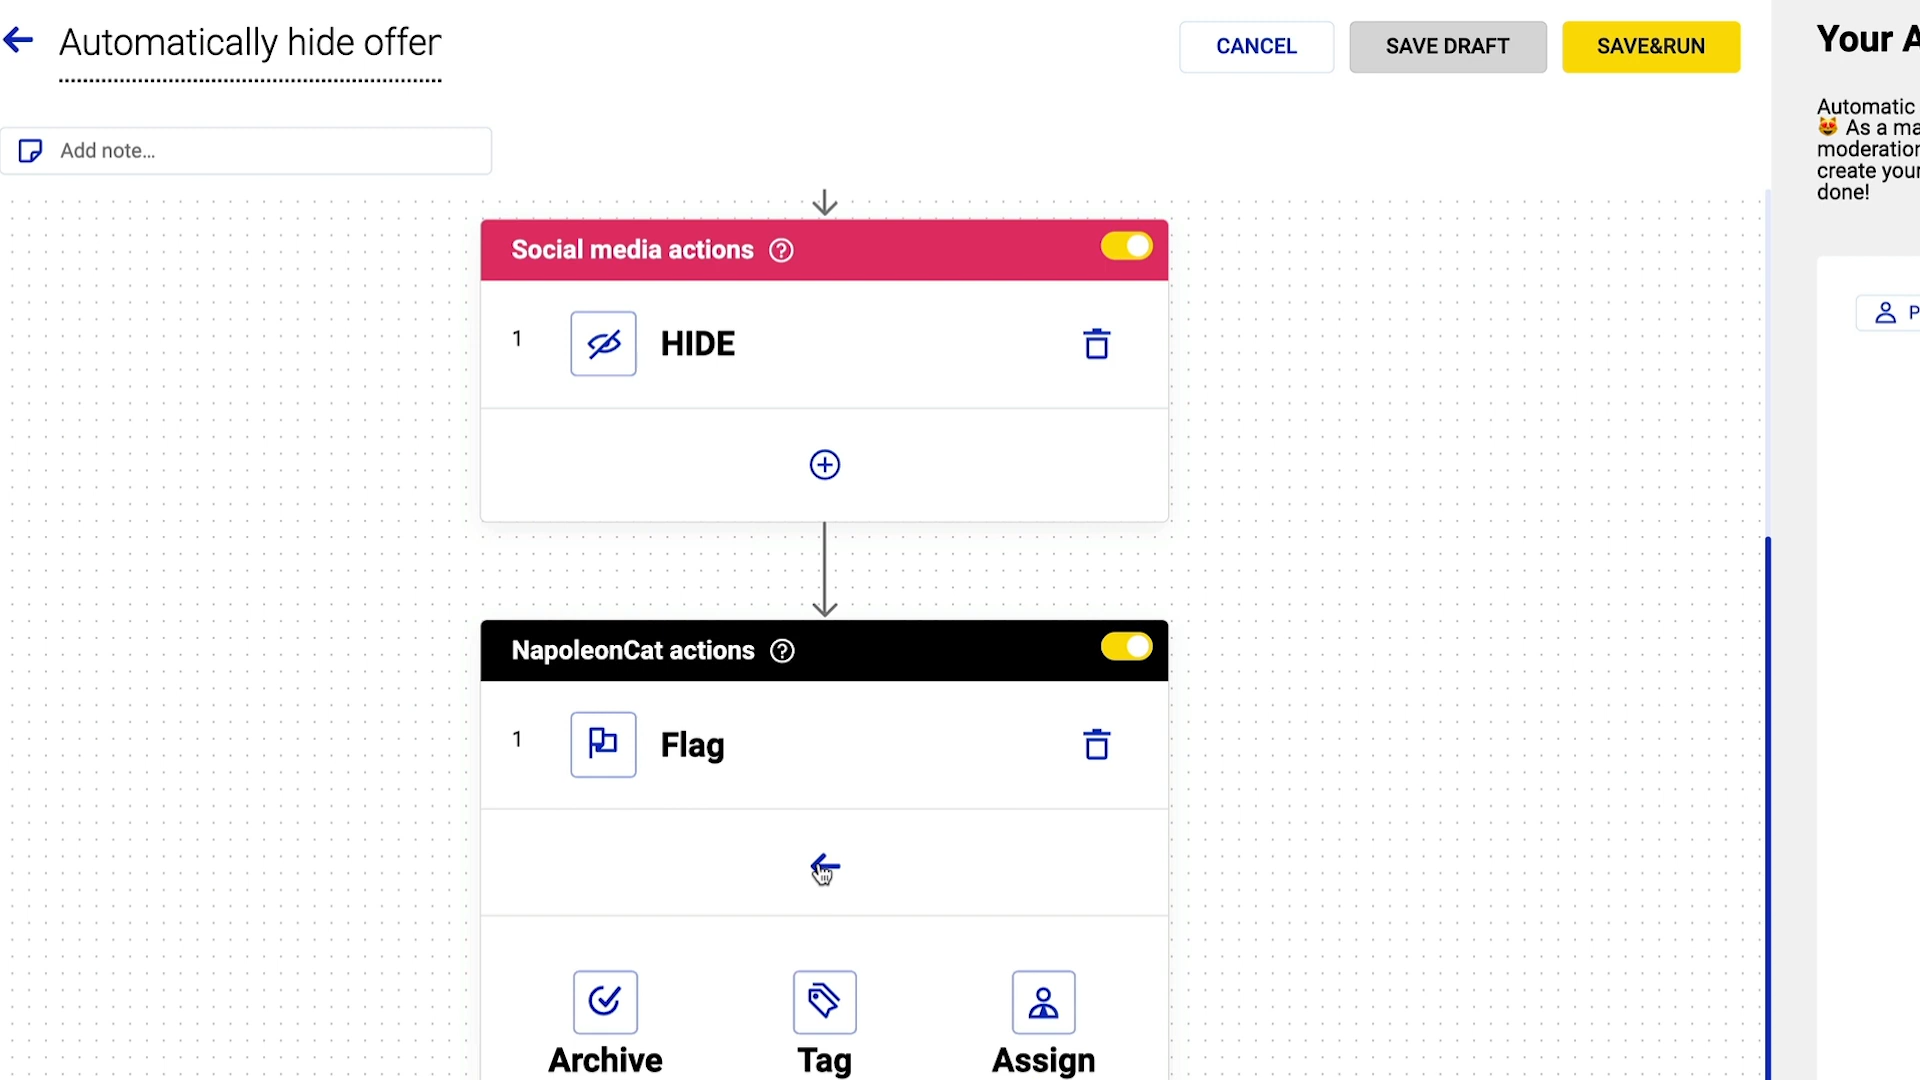 Automatically hide offer
CANCEL
SAVE DRAFT
SAVE&RUN
Add note...
Your A
Automatic
As a ma
moderation
create your
done!
P
Social media actions ?
1 HIDE
NapoleonCat actions ?
1 Flag
Archive
Tag
Assign